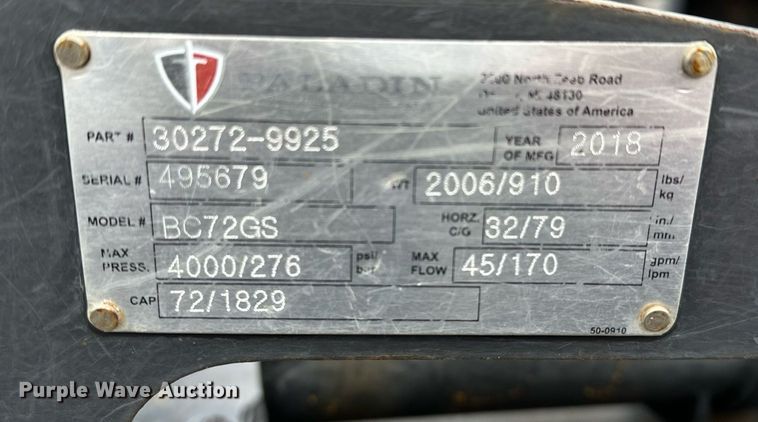 PALADIN
North Road
48130
United States of America
PART # 30272-9925 YEAR OF MFG 2018
SERIAL # 495679 WT 2006/910 lbs/ kg
MODEL # BC72GS HORZ. C/G 32/79 in./ mm
MAX PRESS. 4000/276 psi/ bar MAX FLOW 45/170 gpm/ lpm
CAP 72/1829
50-0910
Purple Wave Auction